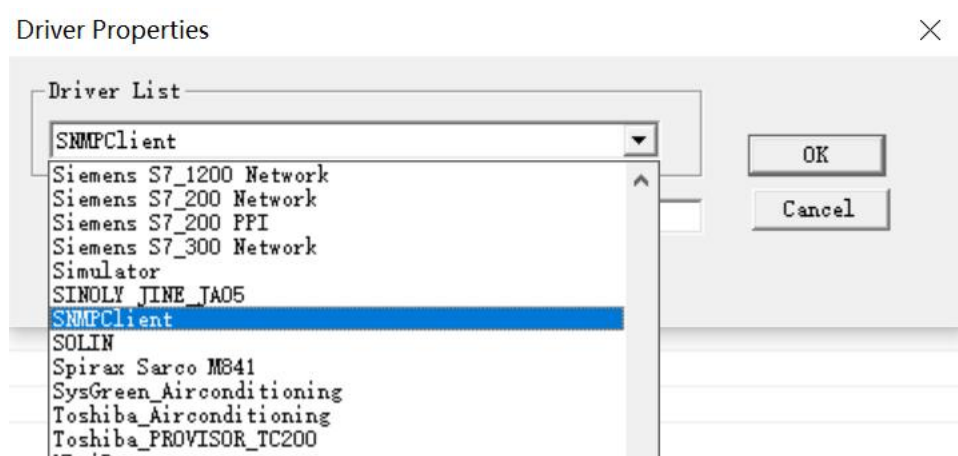 Driver Properties
Driver List
SNMPClient
OK
Cancel
Siemens S7_1200 Network
Siemens S7_200 Network
Siemens S7_200 PPI
Siemens S7_300 Network
Simulator
SINOLY JINE_JA05
SNMPClient
SOLIN
Spirax Sarco M841
SysGreen_Airconditioning
Toshiba_Airconditioning
Toshiba_PROVISOR_TC200